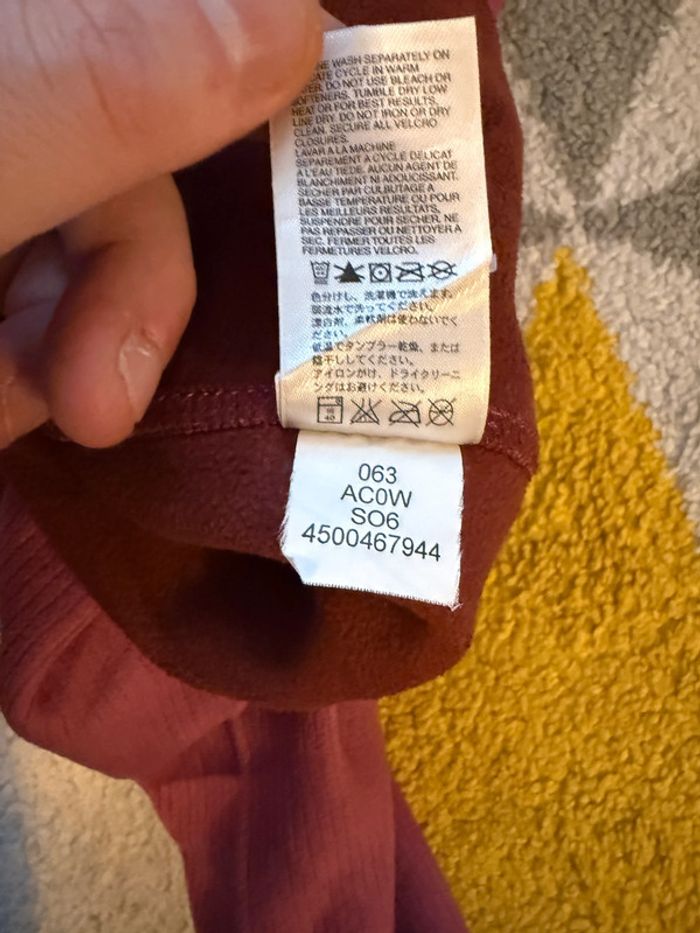 WASH SEPARATELY ON
CYCLE IN WARM
DO NOT USE BLEACH OR
SOFTENERS. TUMBLE DRY LOW
HEAT OR FOR BEST RESULTS,
LINE DRY. DO NOT IRON OR DRY
CLEAN. SECURE ALL VELCRO
CLOSURES.
LAVAR A LA MACHINE
SEPAREMENT A CYCLE DELICAT
A L'EAU TIEDE. AUCUN AGENT DE
BLANCHIMENT NI ADOUCISSANT.
SECHER PAR CULBUTAGE A
BASSE TEMPERATURE OU POUR
LES MEILLEURS RESULTATS,
SUSPENDRE POUR SECHER. NE
PAS REPASSER OU NETTOYER A
SEC. FERMER TOUTES LES
FERMETURES VELCRO.
色分けし、洗濯機で洗えます。
弱流水で洗ってください。
漂白剤、柔軟剤は使わないでく
ださい。
低温でタンブラー乾燥、または
陰干ししてください。
アイロンがけ、ドライクリーニ
ングはお避けください。
40
063
AC0W
SO6
4500467944